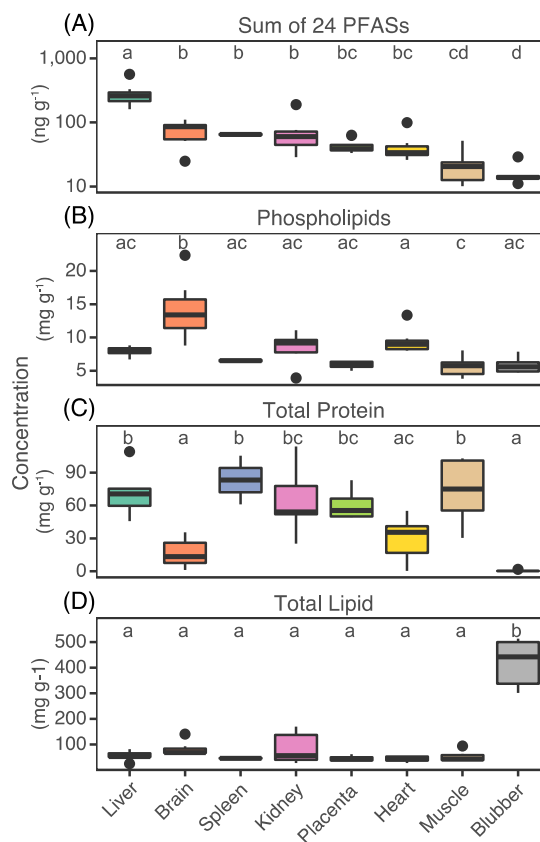 (A) Sum of 24 PFASs
a b b b bc bc cd d
1,000
100
10
(ng g⁻¹)
(B) Phospholipids
ac b ac ac ac a c ac
20
15
10
5
(mg g⁻¹)
Concentration
(C) Total Protein
b a b bc bc ac b a
90
60
30
0
(mg g⁻¹)
(D) Total Lipid
a a a a a a a b
500
400
300
200
100
(mg g-1)
Liver Brain Spleen Kidney Placenta Heart Muscle Blubber